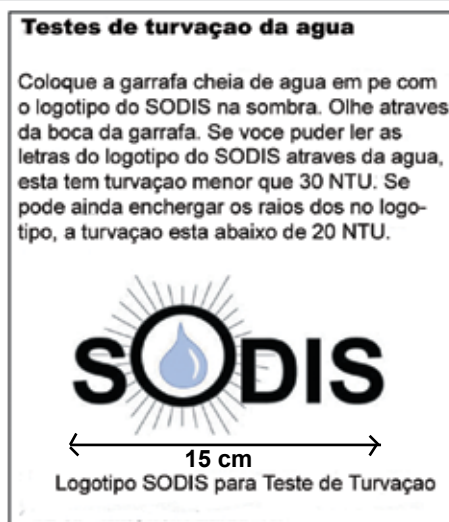 Testes de turvaçao da agua
Coloque a garrafa cheia de agua em pe com
o logotipo do SODIS na sombra. Olhe atraves
da boca da garrafa. Se voce puder ler as
letras do logotipo do SODIS atraves da agua,
esta tem turvaçao menor que 30 NTU. Se
pode ainda enchergar os raios dos no logo-
tipo, a turvaçao esta abaixo de 20 NTU.
SODIS
15 cm
Logotipo SODIS para Teste de Turvaçao